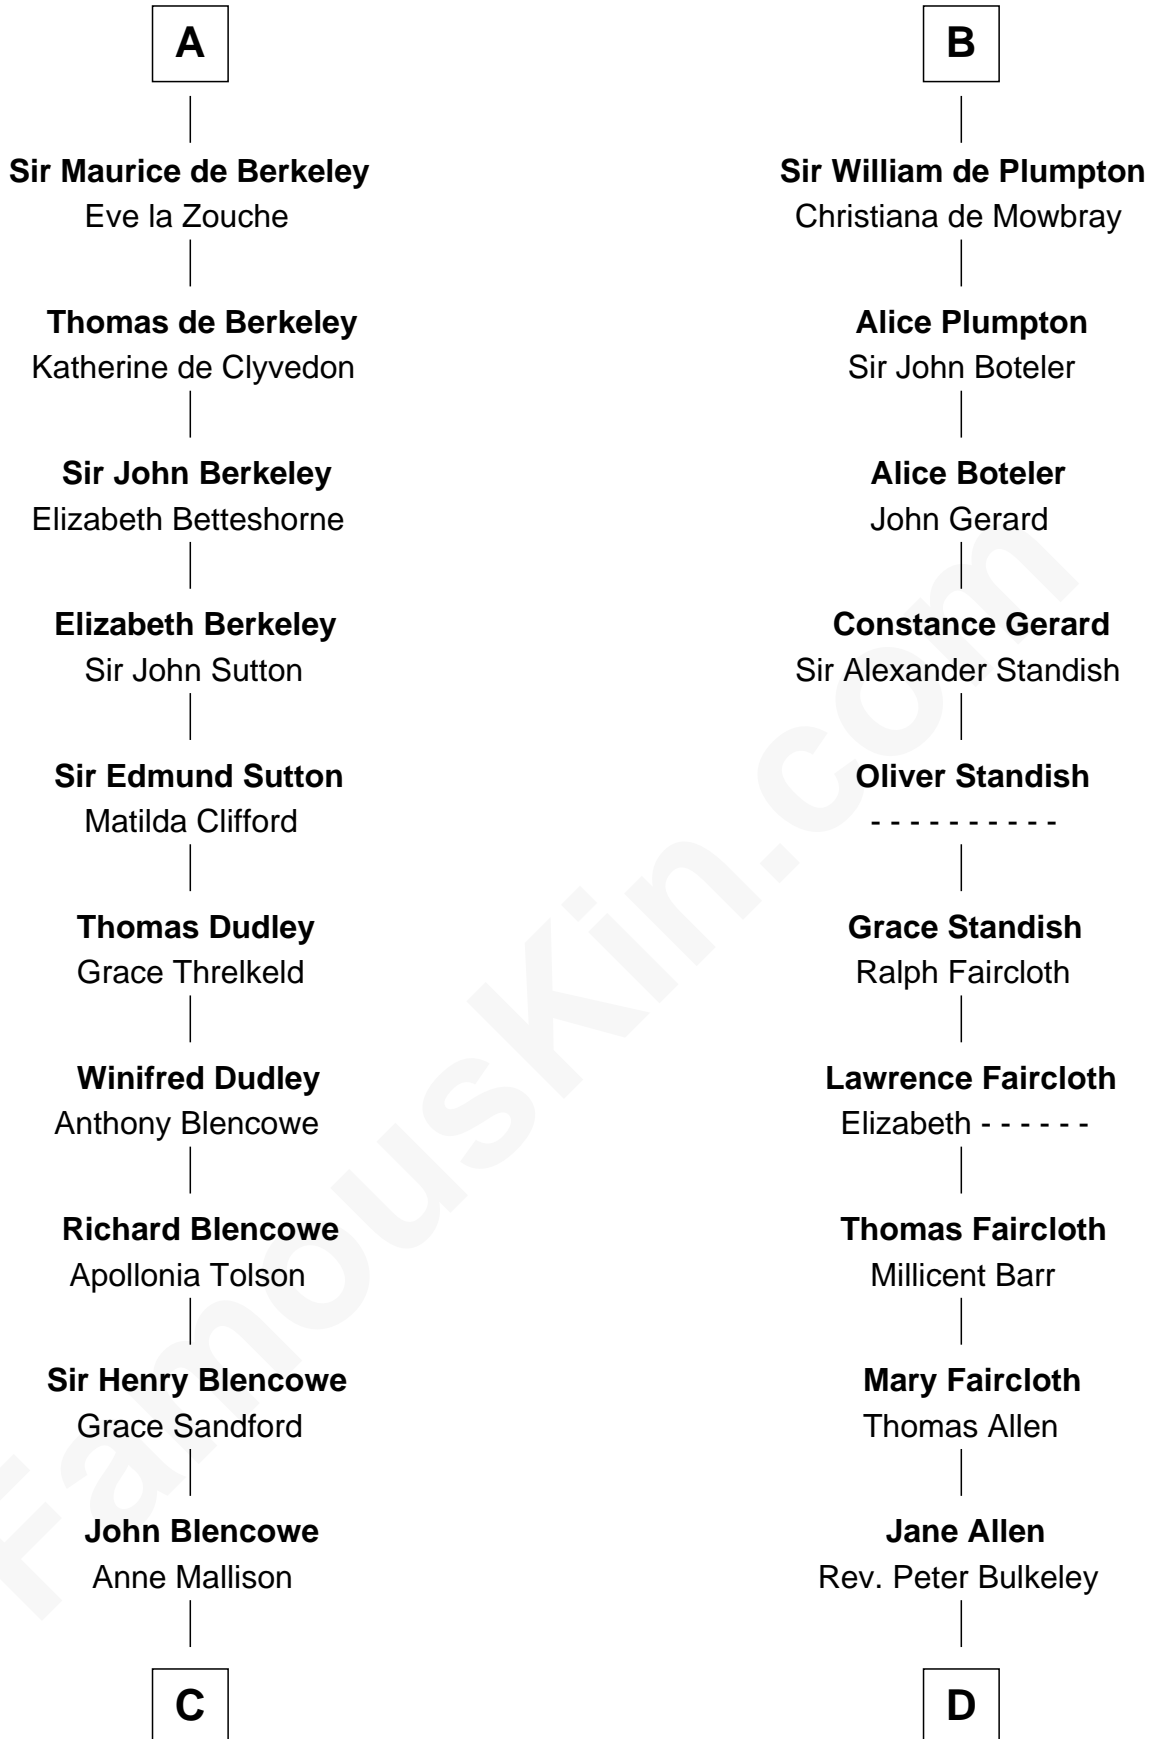 A
Sir Maurice de Berkeley
Eve la Zouche
Thomas de Berkeley
Katherine de Clyvedon
Sir John Berkeley
Elizabeth Betteshorne
Elizabeth Berkeley
Sir John Sutton
Sir Edmund Sutton
Matilda Clifford
Thomas Dudley
Grace Threlkeld
Winifred Dudley
Anthony Blencowe
Richard Blencowe
Apollonia Tolson
Sir Henry Blencowe
Grace Sandford
John Blencowe
Anne Mallison
C
B
Sir William de Plumpton
Christiana de Mowbray
Alice Plumpton
Sir John Boteler
Alice Boteler
John Gerard
Constance Gerard
Sir Alexander Standish
Oliver Standish
- - - - - - - - - -
Grace Standish
Ralph Faircloth
Lawrence Faircloth
Elizabeth - - - - - -
Thomas Faircloth
Millicent Barr
Mary Faircloth
Thomas Allen
Jane Allen
Rev. Peter Bulkeley
D
FamousKin.com